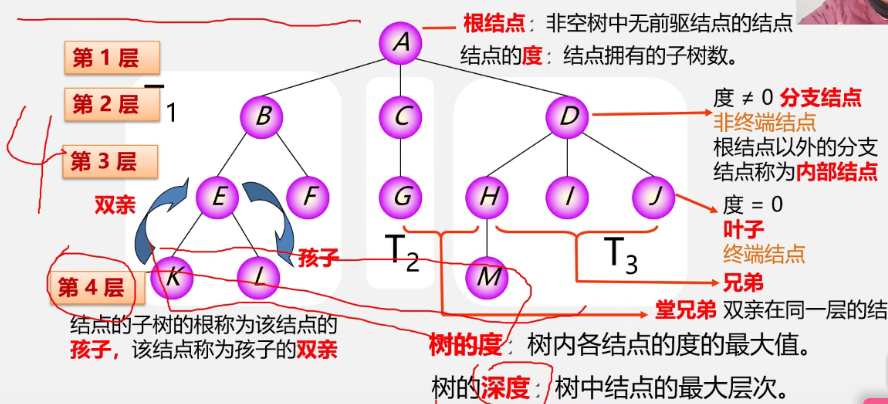 根结点：非空树中无前驱结点的结点
结点的度：结点拥有的子树数。
第 1 层
第 2 层
第 3 层
第 4 层
4
A
B
C
D
E
F
G
H
I
J
K
L
M
T1
T2
T3
双亲
孩子
度 ≠ 0 分支结点
非终端结点
根结点以外的分支
结点称为内部结点
度 = 0
叶子
终端结点
兄弟
堂兄弟 双亲在同一层的结
结点的子树的根称为该结点的
孩子，该结点称为孩子的双亲
树的度：树内各结点的度的最大值。
树的深度：树中结点的最大层次。